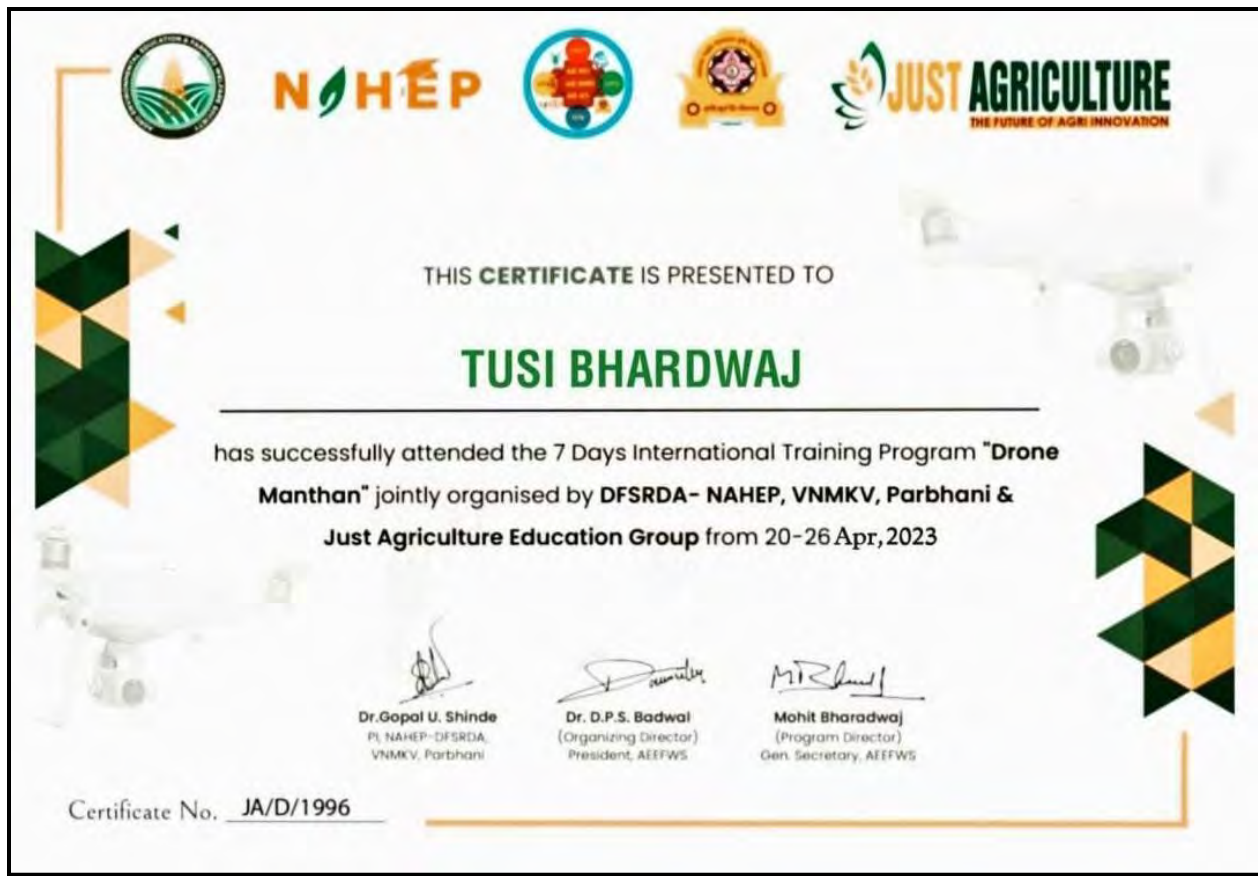 NAHEP
JUST AGRICULTURE
THE FUTURE OF AGRI INNOVATION
THIS CERTIFICATE IS PRESENTED TO
TUSI BHARDWAJ
has successfully attended the 7 Days International Training Program "Drone
Manthan" jointly organised by DFSRDA- NAHEP, VNMKV, Parbhani &
Just Agriculture Education Group from 20-26 Apr, 2023
Dr.Gopal U. Shinde
PI, NAHEP-DFSRDA,
VNMKV, Parbhani
Dr. D.P.S. Badwal
(Organizing Director)
President, AEEFWS
Mohit Bharadwaj
(Program Director)
Gen. Secretary, AEEFWS
Certificate No. JA/D/1996